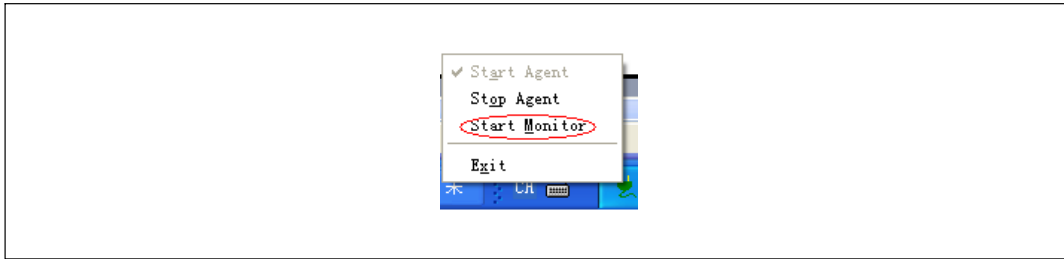 Start Agent
Stop Agent
Start Monitor
Exit
CH